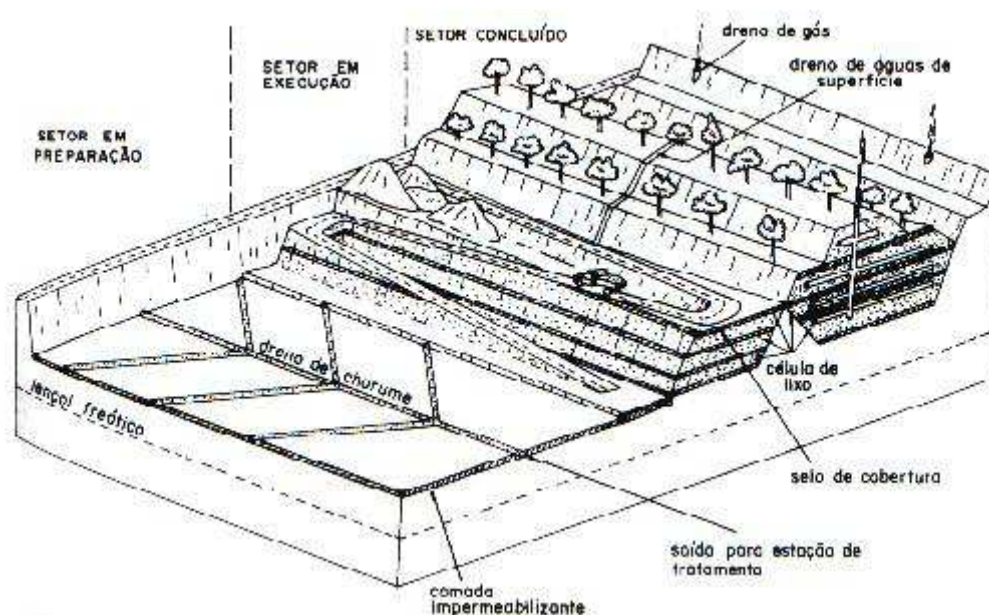 SETOR EM
PREPARAÇÃO
SETOR EM
EXECUÇÃO
SETOR CONCLUÍDO
dreno de gás
dreno de águas de
superfície
dreno de churume
lençol freático
célula de
lixo
selo de cobertura
saída para estação de
tratamento
camada
impermeabilizante